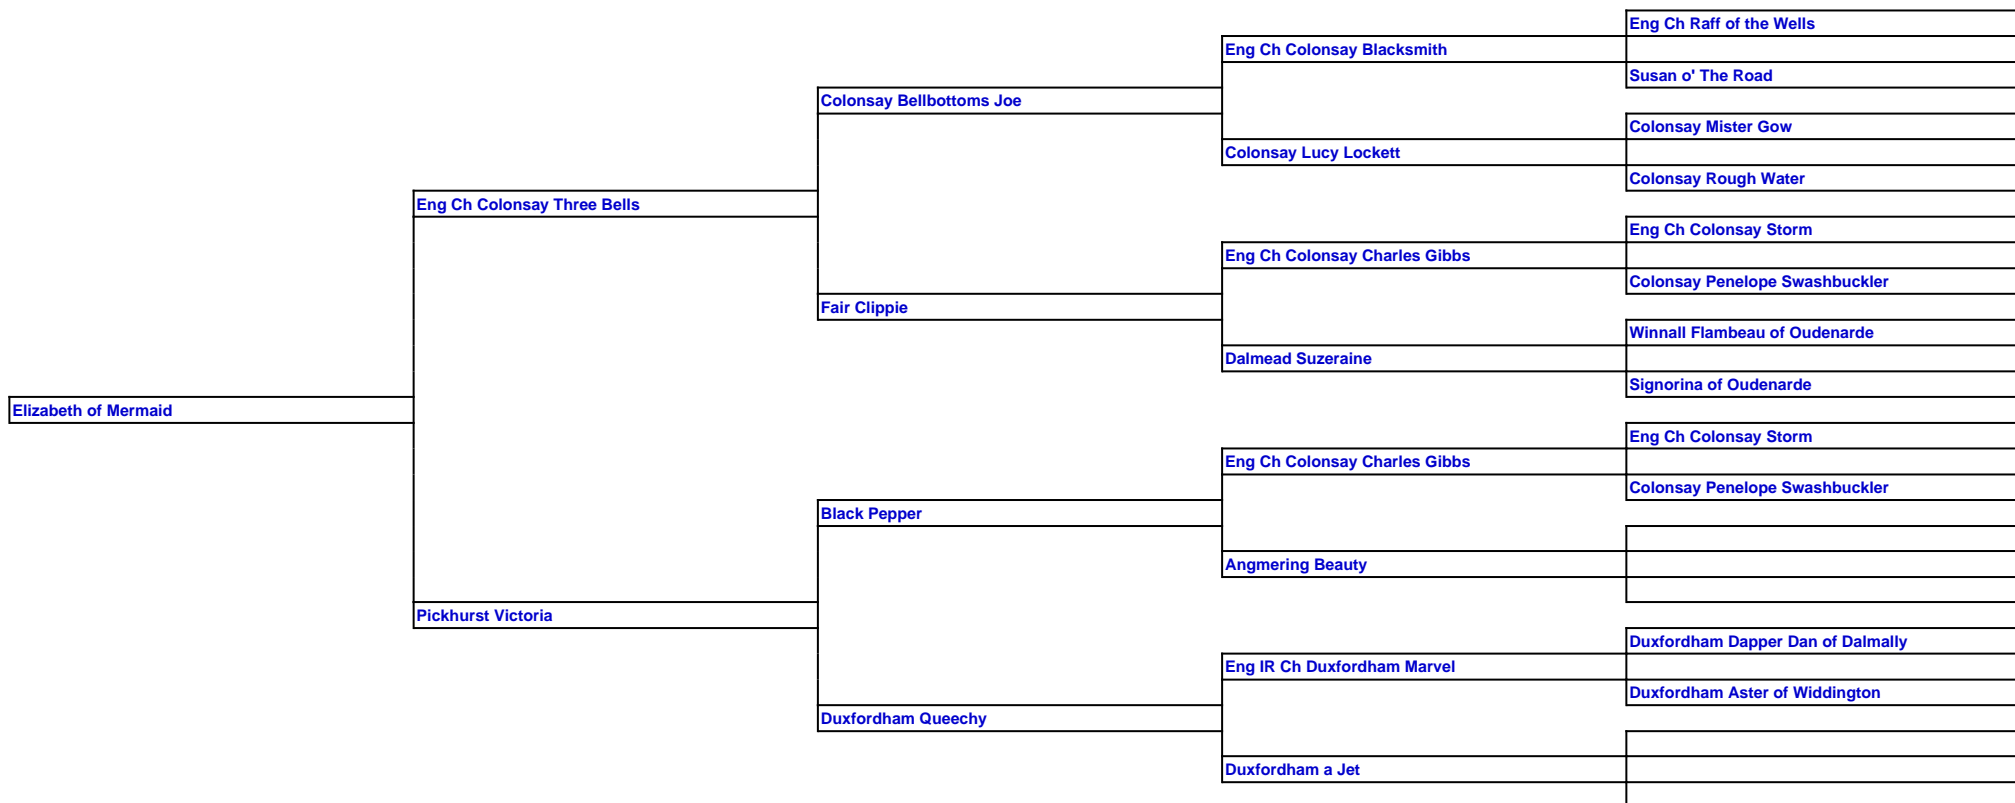 Eng Ch Raff of the Wells
Eng Ch Colonsay Blacksmith
Susan o' The Road
Colonsay Bellbottoms Joe
Colonsay Mister Gow
Colonsay Lucy Lockett
Colonsay Rough Water
Eng Ch Colonsay Three Bells
Eng Ch Colonsay Storm
Eng Ch Colonsay Charles Gibbs
Colonsay Penelope Swashbuckler
Fair Clippie
Winnall Flambeau of Oudenarde
Dalmead Suzeraine
Signorina of Oudenarde
Elizabeth of Mermaid
Eng Ch Colonsay Storm
Eng Ch Colonsay Charles Gibbs
Colonsay Penelope Swashbuckler
Black Pepper
Angmering Beauty
Pickhurst Victoria
Duxfordham Dapper Dan of Dalmally
Eng IR Ch Duxfordham Marvel
Duxfordham Aster of Widdington
Duxfordham Queechy
Duxfordham a Jet